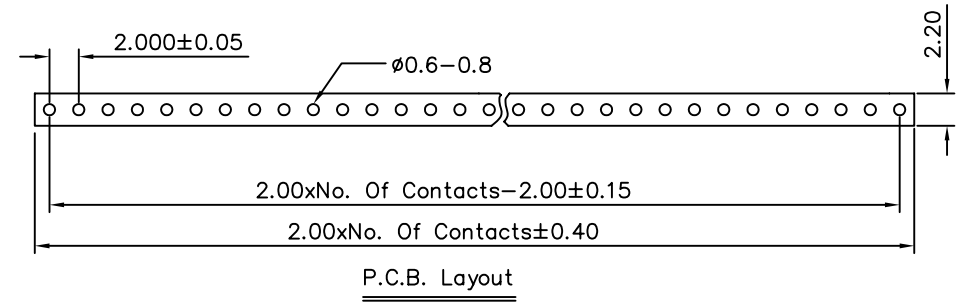 2.000±0.05
2.20
ø0.6-0.8
2.00xNo. Of Contacts-2.00±0.15
2.00xNo. Of Contacts±0.40
P.C.B. Layout